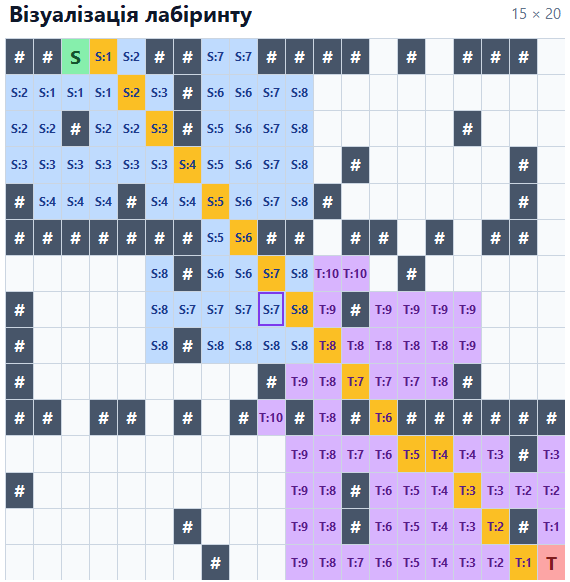 Візуалізація лабіринту 15 × 20
# # S S:1 S:2 # # S:7 S:7 # # # # # # # #
S:2 S:1 S:1 S:1 S:2 S:3 # S:6 S:6 S:7 S:8
S:2 S:2 # S:2 S:2 S:3 # S:5 S:6 S:7 S:8 #
S:3 S:3 S:3 S:3 S:3 S:3 S:4 S:5 S:6 S:7 S:8 # #
# S:4 S:4 S:4 # S:4 S:4 S:5 S:6 S:7 S:8 # #
# # # # # # # S:5 S:6 # # # # # # #
S:8 # S:6 S:6 S:7 S:8 T:10 T:10 #
# S:8 S:7 S:7 S:7 S:7 S:8 T:9 # T:9 T:9 T:9 T:9
# S:8 # S:8 S:8 S:8 S:8 T:8 T:8 T:8 T:8 T:8 T:9
# # T:9 T:8 T:7 T:7 T:7 T:8 #
# # # # # # T:10 # T:8 # T:6 # # # # # #
T:9 T:8 T:7 T:6 T:5 T:4 T:4 T:3 # T:3
# T:9 T:8 # T:6 T:5 T:4 T:3 T:3 T:2 T:2
# T:9 T:8 # T:6 T:5 T:4 T:3 T:2 # T:1
# T:9 T:8 T:7 T:6 T:5 T:4 T:3 T:2 T:1 T